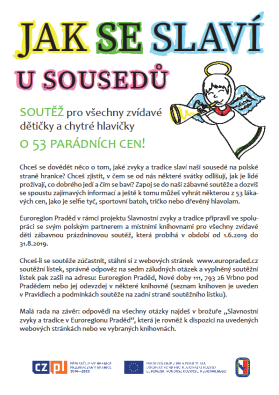 JAK SE SLAVÍ
U SOUSEDŮ
SOUTĚŽ pro všechny zvídavé
dětičky a chytré hlavičky
O 53 PARÁDNÍCH CEN!
Chceš se dovědět něco o tom, jaké zvyky a tradice slaví naši sousedé na polské
straně hranice? Chceš zjistit, v čem se od nás některé svátky odlišují, jak je lidé
prožívají, co dobrého jedí a čím se baví? Zapoj se do naší zábavné soutěže a dozvíš
se spoustu zajímavých informací a ještě k tomu můžeš vyhrát některou z 53 láka-
vých cen, jako je selfie tyč, sportovní batoh, tričko nebo dřevěný hlavolam.
Euroregion Praděd v rámci projektu Slavnostní zvyky a tradice připravil ve spolu-
práci se svým polským partnerem a místními knihovnami pro všechny zvídavé
děti zábavnou prázdninovou soutěž, která probíhá v období od 1.6.2019 do
31.8.2019.
Chceš-li se soutěže zúčastnit, stáhni si z webových stránek www.europraded.cz
soutěžní lístek, správně odpověz na sedm záludných otázek a vyplněný soutěžní
lístek pak zašli na adresu: Euroregion Praděd, Nové doby 111, 793 26 Vrbno pod
Pradědem nebo jej odevzdej v některé knihovně (seznam knihoven je uveden
v Pravidlech a podmínkách soutěže na zadní straně soutěžního lístku).
Malá rada na závěr: odpovědi na všechny otázky najdeš v brožuře „Slavnostní
zvyky a tradice v Euroregionu Praděd“, která je rovněž k dispozici na uvedených
webových stránkách nebo ve vybraných knihovnách.
cz.pl
2014—2020